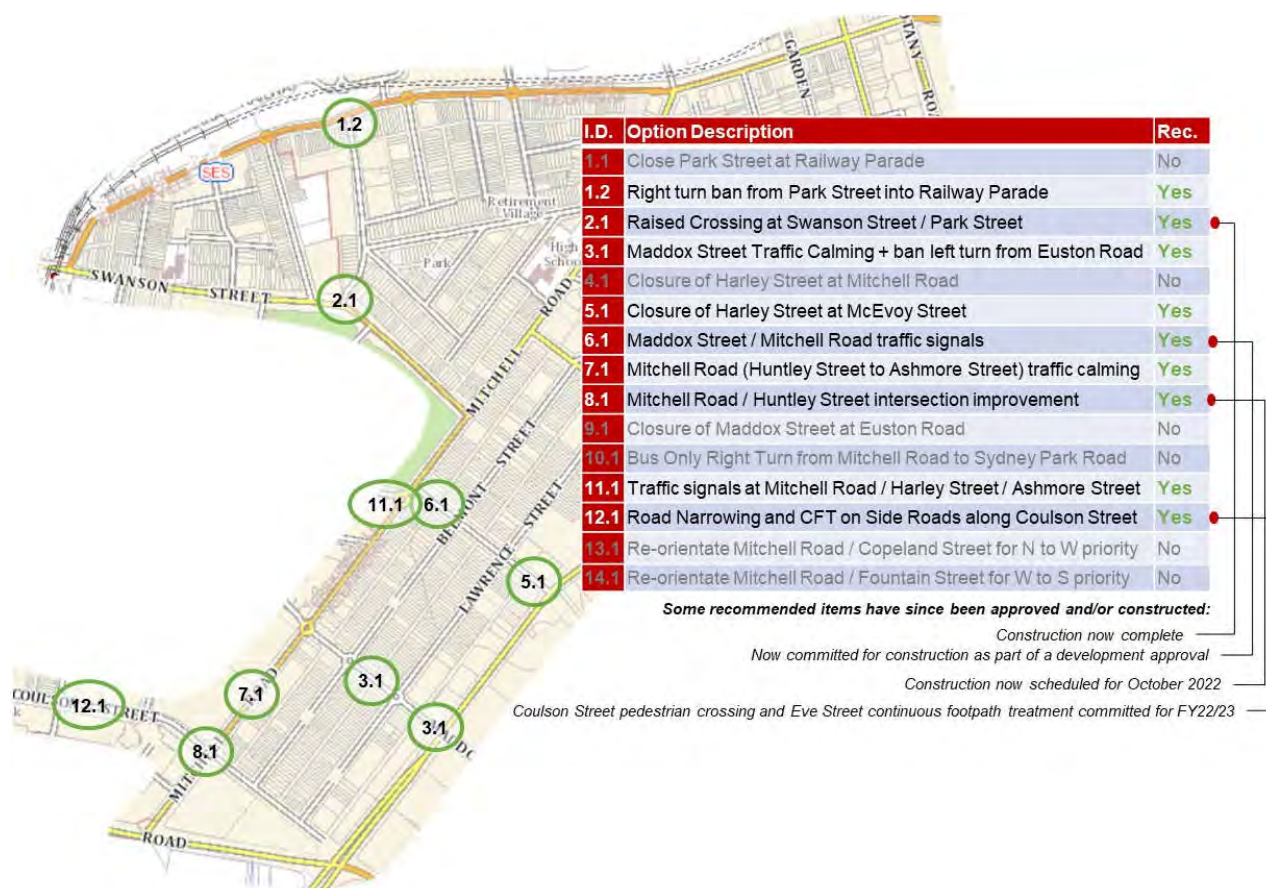 GARDEN
OTANY
ROA
1.2
SES
Retirement
Village
High
School
Park
ROAD
SWANSON
STREET
2.1
MITCHELL
STREET
BELMONT
STREET
LAWRENCE
11.1
6.1
5.1
3.1
3.1
7.1
12.1
COULSON STREET
8.1
ROAD
I.D. Option Description Rec.
1.1 Close Park Street at Railway Parade No
1.2 Right turn ban from Park Street into Railway Parade Yes
2.1 Raised Crossing at Swanson Street / Park Street Yes
3.1 Maddox Street Traffic Calming + ban left turn from Euston Road Yes
4.1 Closure of Harley Street at Mitchell Road No
5.1 Closure of Harley Street at McEvoy Street Yes
6.1 Maddox Street / Mitchell Road traffic signals Yes
7.1 Mitchell Road (Huntley Street to Ashmore Street) traffic calming Yes
8.1 Mitchell Road / Huntley Street intersection improvement Yes
9.1 Closure of Maddox Street at Euston Road No
10.1 Bus Only Right Turn from Mitchell Road to Sydney Park Road No
11.1 Traffic signals at Mitchell Road / Harley Street / Ashmore Street Yes
12.1 Road Narrowing and CFT on Side Roads along Coulson Street Yes
13.1 Re-orientate Mitchell Road / Copeland Street for N to W priority No
14.1 Re-orientate Mitchell Road / Fountain Street for W to S priority No
Some recommended items have since been approved and/or constructed:
Construction now complete
Now committed for construction as part of a development approval
Construction now scheduled for October 2022
Coulson Street pedestrian crossing and Eve Street continuous footpath treatment committed for FY22/23